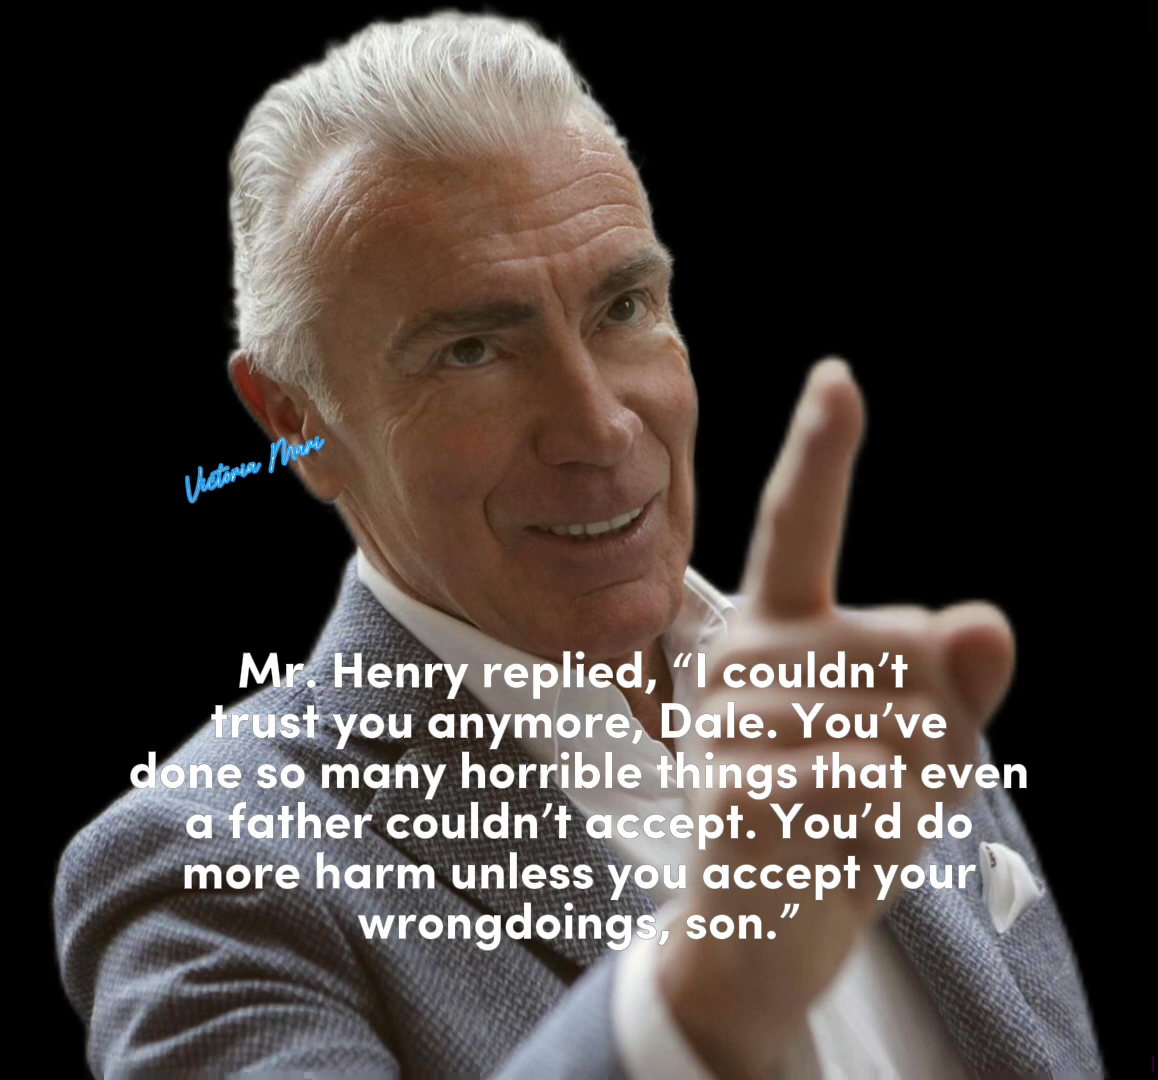 Victoria Mari
Mr. Henry replied, “I couldn’t
trust you anymore, Dale. You’ve
done so many horrible things that even
a father couldn’t accept. You’d do
more harm unless you accept your
wrongdoings, son.”